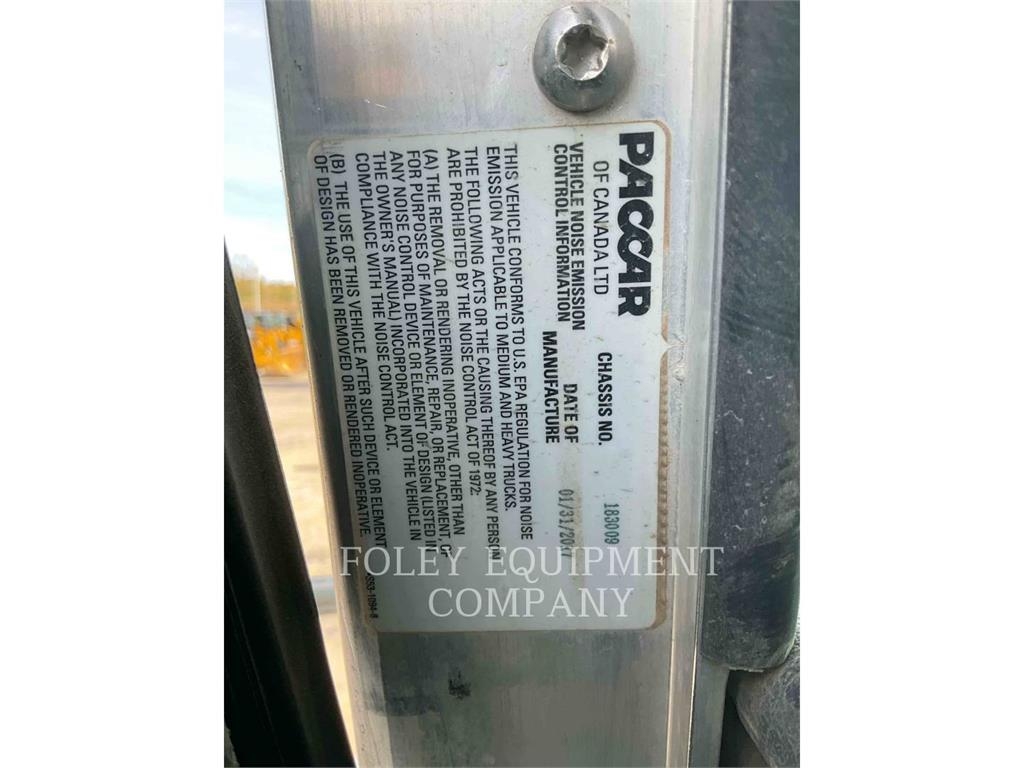 PACCAR
OF CANADA LTD
VEHICLE NOISE EMISSION
CONTROL INFORMATION
CHASSIS NO. 183009
DATE OF
MANUFACTURE
THIS VEHICLE CONFORMS TO U.S. EPA REGULATION FOR NOISE
EMISSION APPLICABLE TO MEDIUM AND HEAVY TRUCKS.
THE FOLLOWING ACTS OR THE CAUSING THEREOF BY ANY PERSON
ARE PROHIBITED BY THE NOISE CONTROL ACT OF 1972:
(A) THE REMOVAL OR RENDERING INOPERATIVE, OTHER THAN
FOR PURPOSES OF MAINTENANCE, REPAIR, OR REPLACEMENT, OF
ANY NOISE CONTROL DEVICE OR ELEMENT OF DESIGN (LISTED IN
THE OWNER'S MANUAL) INCORPORATED INTO THE VEHICLE IN
COMPLIANCE WITH THE NOISE CONTROL ACT.
(B) THE USE OF THIS VEHICLE AFTER SUCH DEVICE OR ELEMENT
OF DESIGN HAS BEEN REMOVED OR RENDERED INOPERATIVE.
FOLEY EQUIPMENT
COMPANY